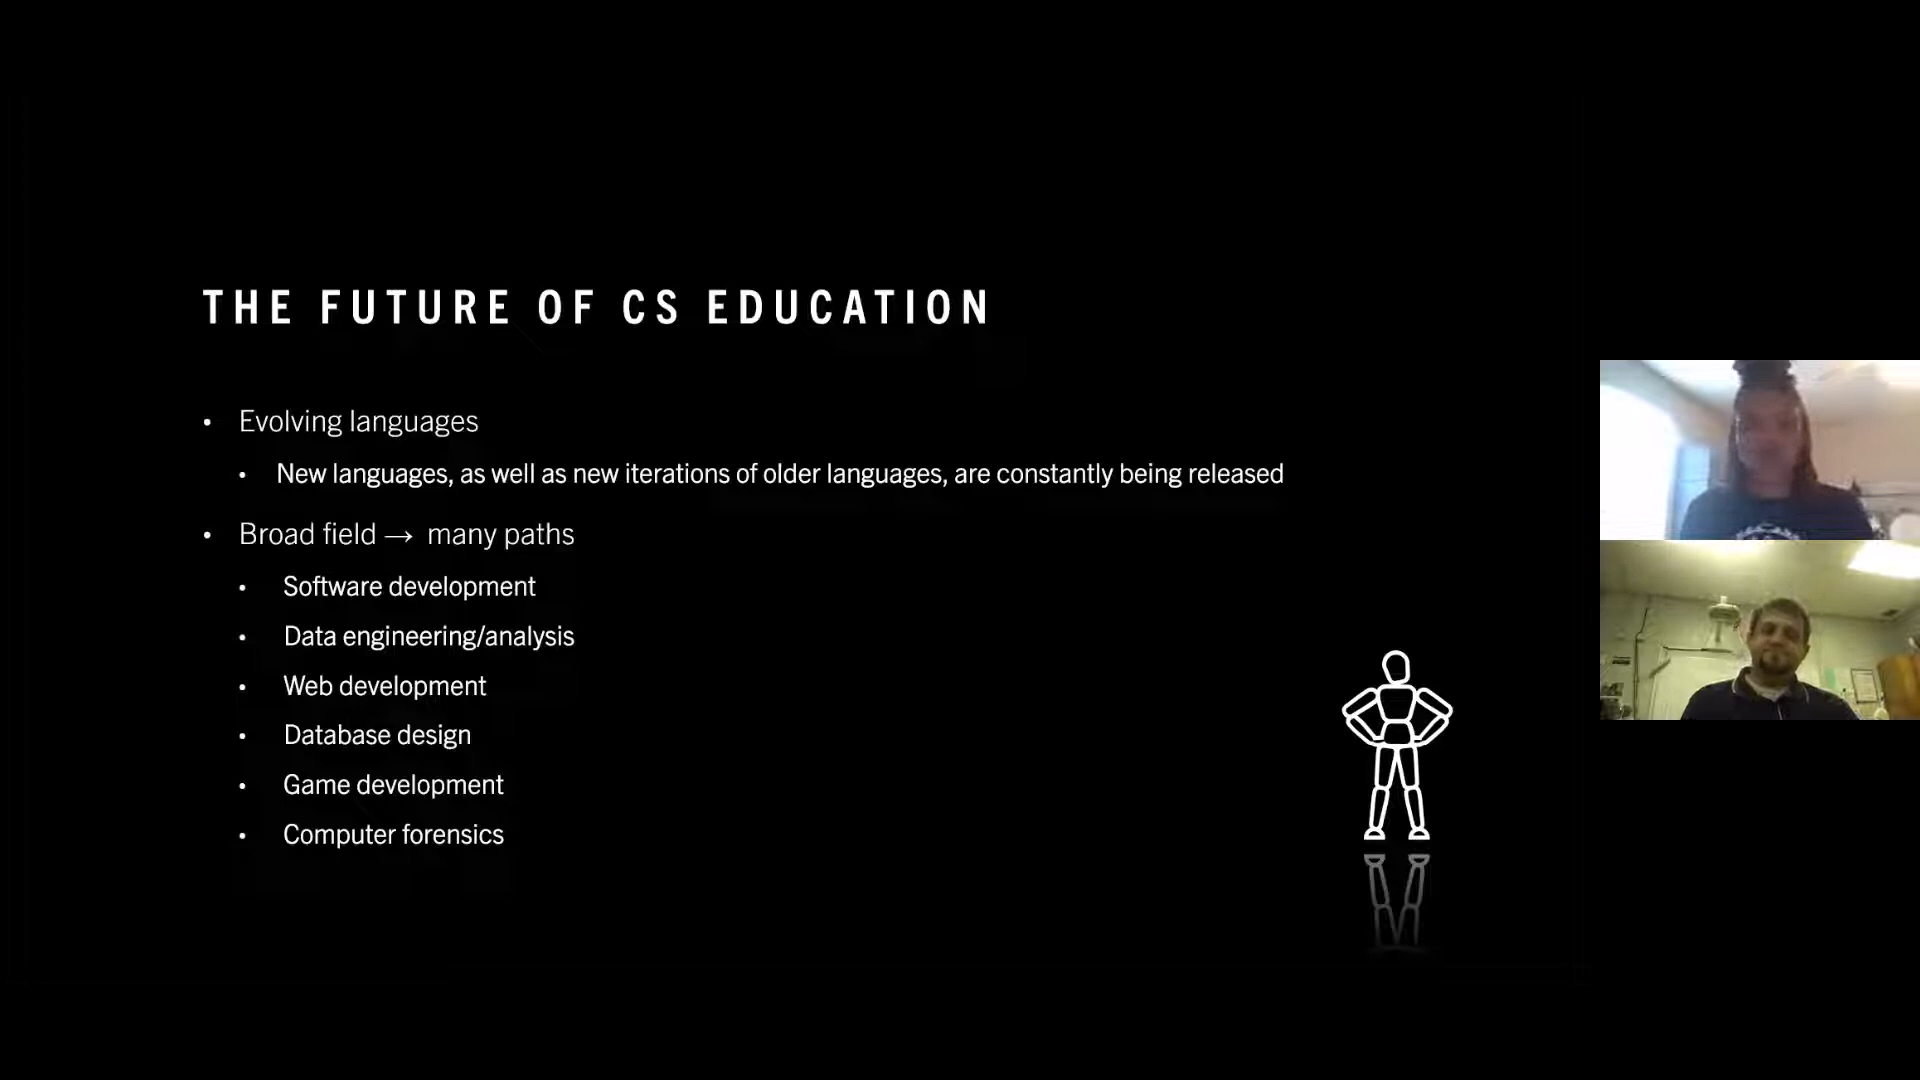 THE FUTURE OF CS EDUCATION
• Evolving languages
• New languages, as well as new iterations of older languages, are constantly being released
• Broad field → many paths
• Software development
• Data engineering/analysis
• Web development
• Database design
• Game development
• Computer forensics